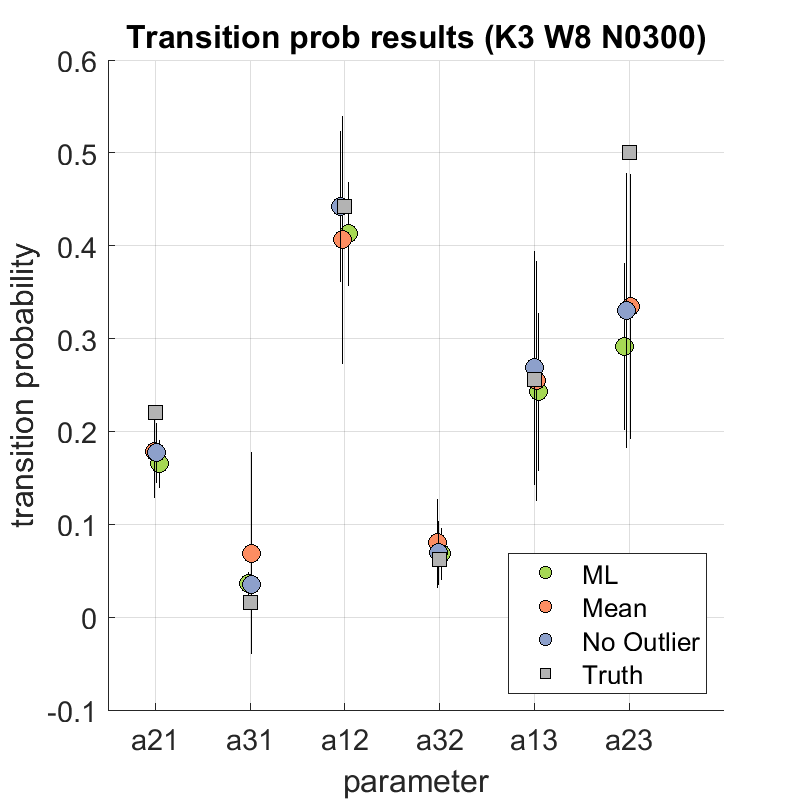 Transition prob results (K3 W8 N0300)
0.6
0.5
0.4
0.3
0.2
0.1
0
-0.1
transition probability
a21 a31 a12 a32 a13 a23
parameter
ML
Mean
No Outlier
Truth